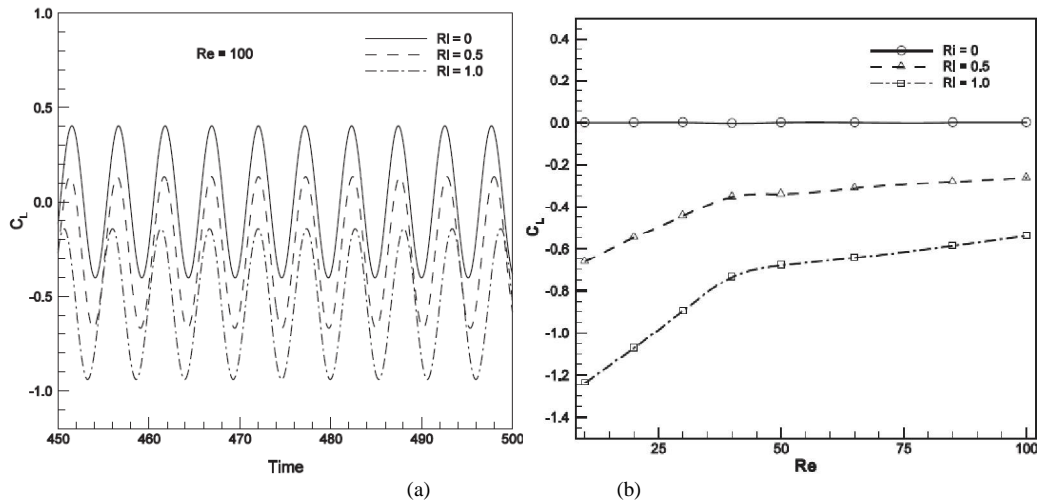 1.0
0.5
0.0
-0.5
-1.0
C_L
Re = 100
RI = 0
RI = 0.5
RI = 1.0
450
460
470
480
490
500
Time
(a)
0.4
0.2
0.0
-0.2
-0.4
-0.6
-0.8
-1.0
-1.2
-1.4
C_L
Ri = 0
RI = 0.5
RI = 1.0
25
50
75
100
Re
(b)